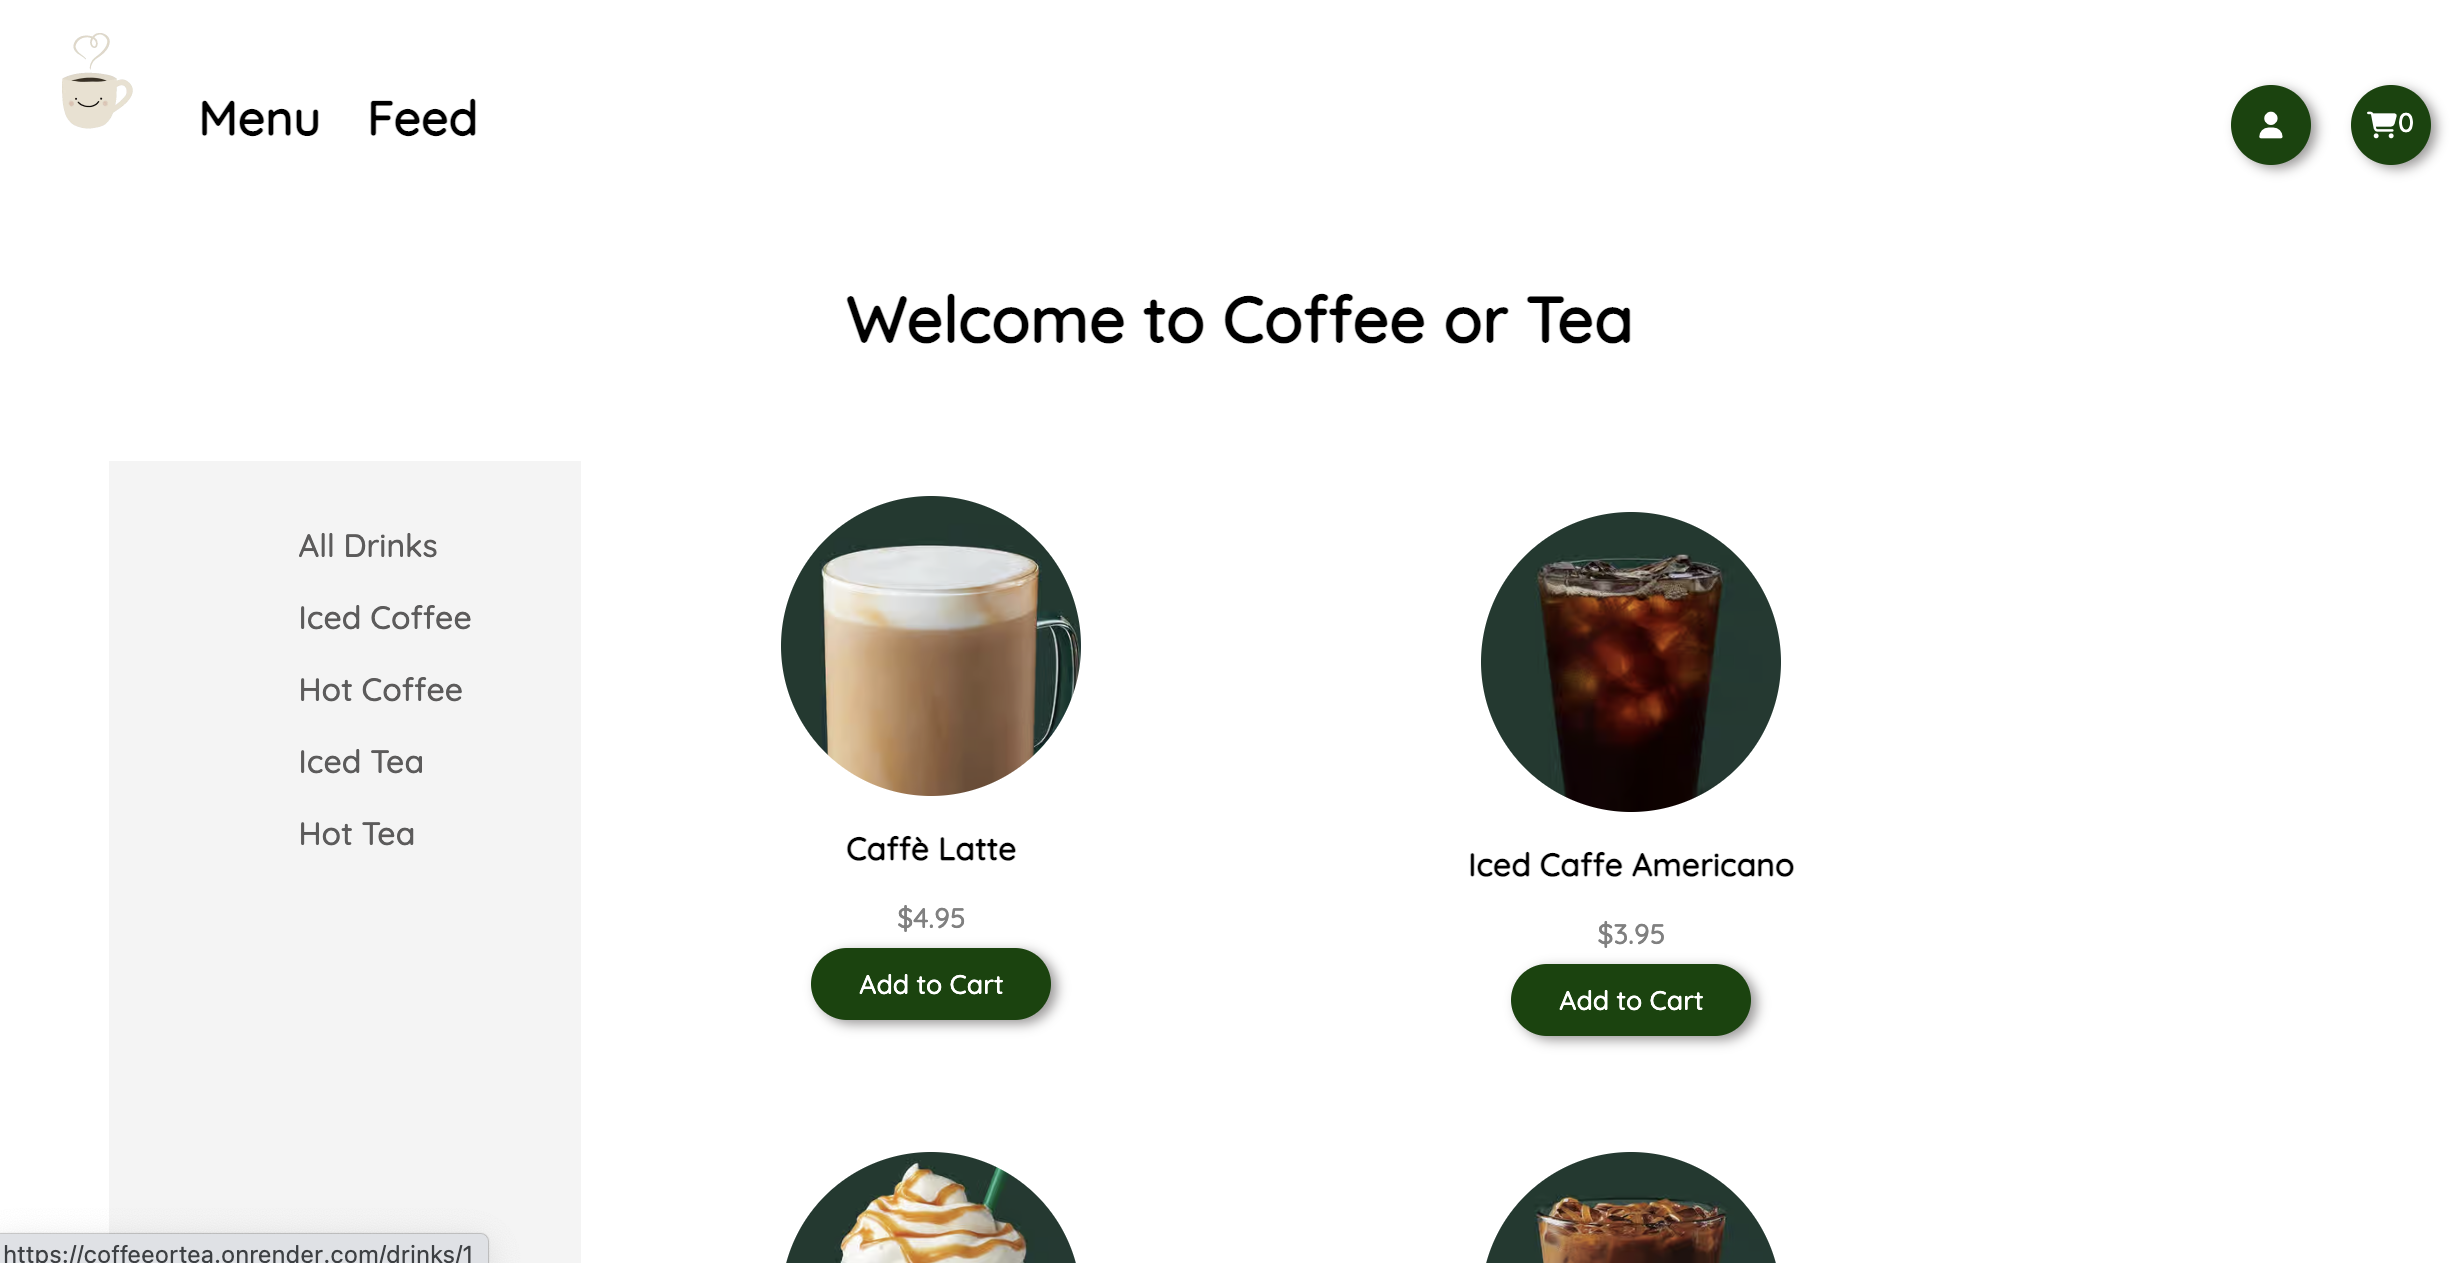 Menu Feed
0
Welcome to Coffee or Tea
All Drinks
Iced Coffee
Hot Coffee
Iced Tea
Hot Tea
Caffè Latte
$4.95
Add to Cart
Iced Caffe Americano
$3.95
Add to Cart
https://coffeeortea.onrender.com/drinks/1